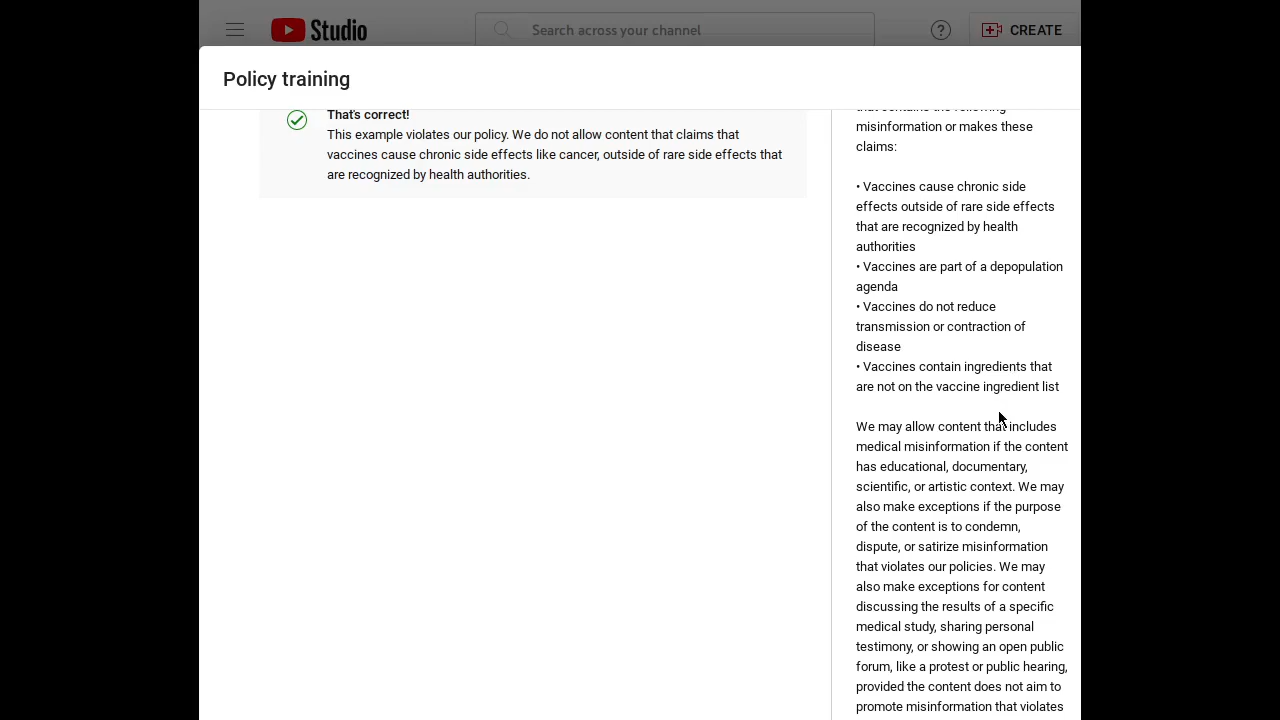 Studio
Search across your channel
CREATE
Policy training
That's correct!
This example violates our policy. We do not allow content that claims that
vaccines cause chronic side effects like cancer, outside of rare side effects that
are recognized by health authorities.
that contains the following
misinformation or makes these
claims:
• Vaccines cause chronic side
effects outside of rare side effects
that are recognized by health
authorities
• Vaccines are part of a depopulation
agenda
• Vaccines do not reduce
transmission or contraction of
disease
• Vaccines contain ingredients that
are not on the vaccine ingredient list
We may allow content that includes
medical misinformation if the content
has educational, documentary,
scientific, or artistic context. We may
also make exceptions if the purpose
of the content is to condemn,
dispute, or satirize misinformation
that violates our policies. We may
also make exceptions for content
discussing the results of a specific
medical study, sharing personal
testimony, or showing an open public
forum, like a protest or public hearing,
provided the content does not aim to
promote misinformation that violates